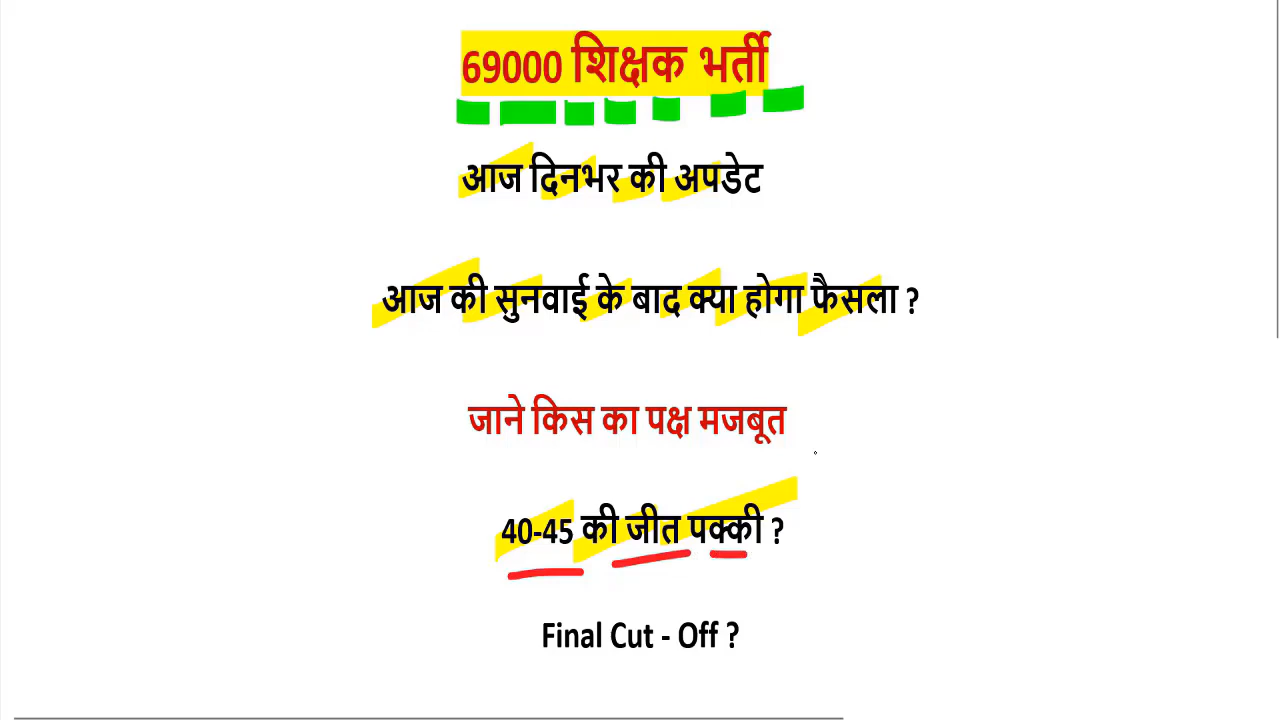 69000 शिक्षक भर्ती
आज दिनभर की अपडेट
आज की सुनवाई के बाद क्या होगा फैसला ?
जाने किस का पक्ष मजबूत
40-45 की जीत पक्की ?
Final Cut - Off ?